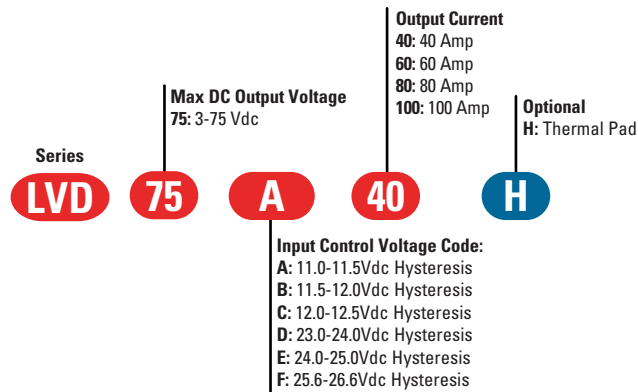 Output Current
40: 40 Amp
60: 60 Amp
80: 80 Amp
100: 100 Amp
Max DC Output Voltage
75: 3-75 Vdc
Optional
H: Thermal Pad
Series
LVD 75 A 40 H
Input Control Voltage Code:
A: 11.0-11.5Vdc Hysteresis
B: 11.5-12.0Vdc Hysteresis
C: 12.0-12.5Vdc Hysteresis
D: 23.0-24.0Vdc Hysteresis
E: 24.0-25.0Vdc Hysteresis
F: 25.6-26.6Vdc Hysteresis